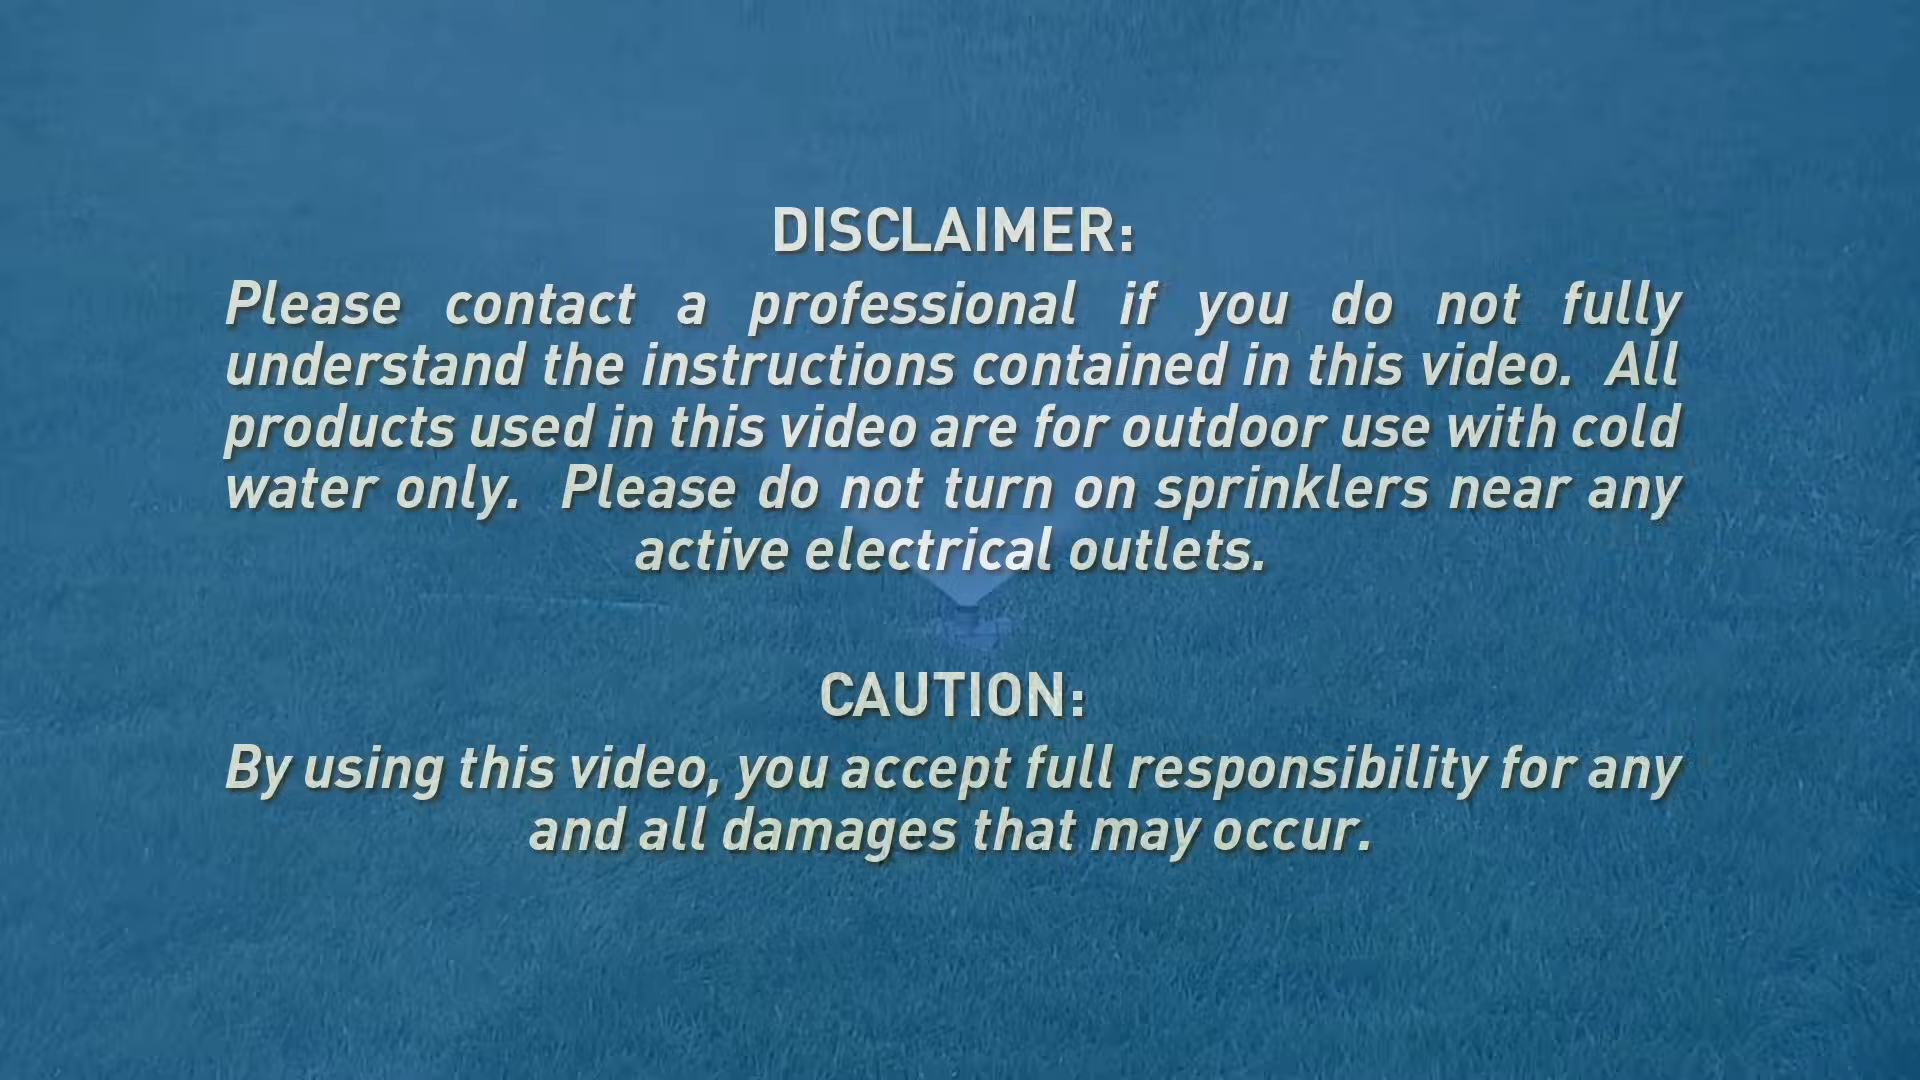 DISCLAIMER:
Please contact a professional if you do not fully
understand the instructions contained in this video.  All
products used in this video are for outdoor use with cold
water only.  Please do not turn on sprinklers near any
active electrical outlets.
CAUTION:
By using this video, you accept full responsibility for any
and all damages that may occur.